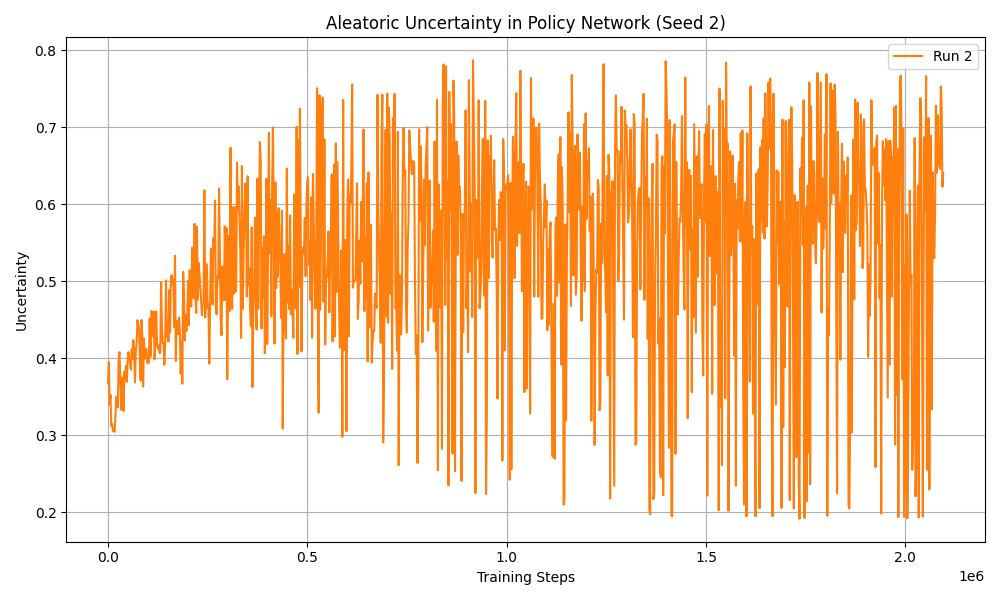 Aleatoric Uncertainty in Policy Network (Seed 2)
Run 2
0.8
0.7
0.6
0.5
0.4
0.3
0.2
Uncertainty
0.0 0.5 1.0 1.5 2.0
1e6
Training Steps